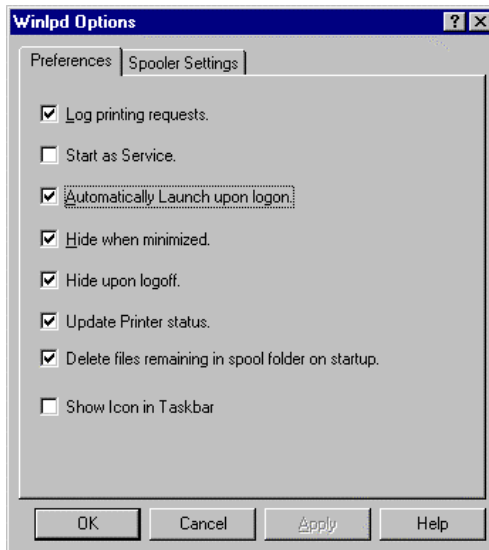 Winlpd Options
Preferences
Spooler Settings
Log printing requests.
Start as Service.
Automatically Launch upon logon.
Hide when minimized.
Hide upon logoff.
Update Printer status.
Delete files remaining in spool folder on startup.
Show Icon in Taskbar
OK
Cancel
Apply
Help